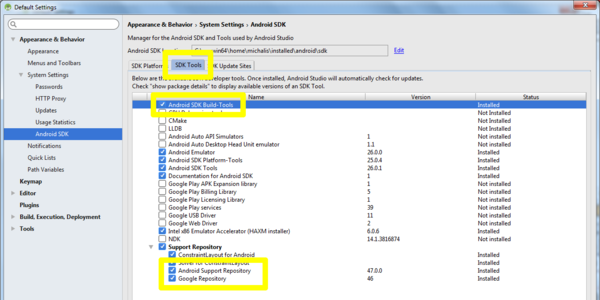 Default Settings
Appearance & Behavior
Appearance
Menus and Toolbars
System Settings
Passwords
HTTP Proxy
Updates
Usage Statistics
Android SDK
Notifications
Quick Lists
Path Variables
Keymap
Editor
Plugins
Build, Execution, Deployment
Tools
Appearance & Behavior › System Settings › Android SDK
Manager for the Android SDK and Tools used by Android Studio
Android SDK win64\home\michalis\installed\android\sdk Edit
SDK Platform SDK Tools SDK Update Sites
Below are the developer tools. Once installed, Android Studio will automatically check for updates.
Check "show package details" to display available versions of an SDK Tool.
Name Version Status
Android SDK Build-Tools Installed
Not installed
CMake Not installed
LLDB Not installed
Android Auto API Simulators 1 Not installed
Android Auto Desktop Head Unit emulator 1.1 Not installed
Android Emulator 26.0.0 Installed
Android SDK Platform-Tools 25.0.4 Installed
Android SDK Tools 26.0.1 Installed
Documentation for Android SDK 1 Installed
Google Play APK Expansion library 1 Not installed
Google Play Billing Library 5 Not installed
Google Play Licensing Library 1 Not installed
Google Play services 39 Not installed
Google USB Driver 11 Not installed
Google Web Driver 2 Not installed
Intel x86 Emulator Accelerator (HAXM installer) 6.0.6 Installed
NDK 14.1.3816874 Not installed
Support Repository
ConstraintLayout for Android Installed
Solver for ConstraintLayout Installed
Android Support Repository 47.0.0 Installed
Google Repository 46 Installed